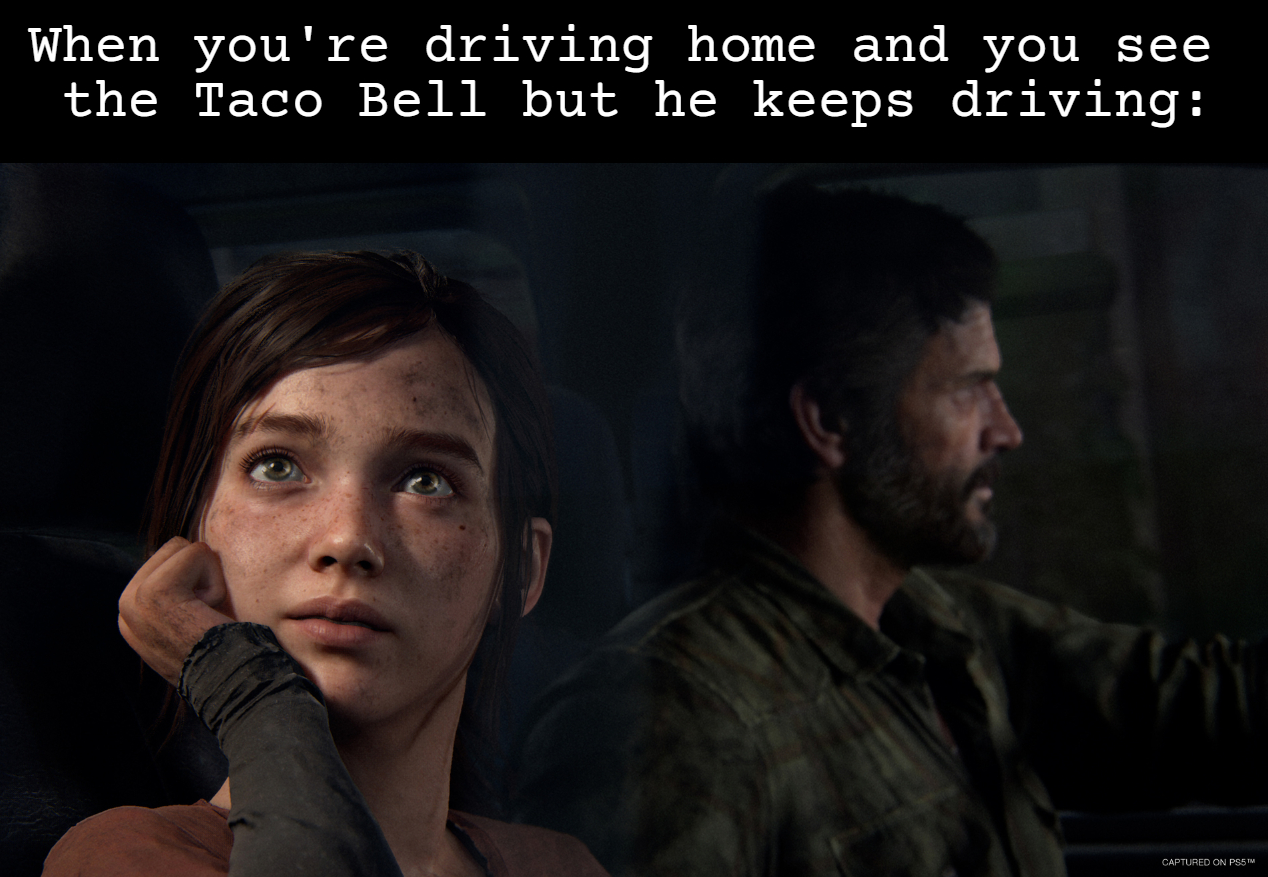 When you're driving home and you see
the Taco Bell but he keeps driving:
CAPTURED ON PS5™